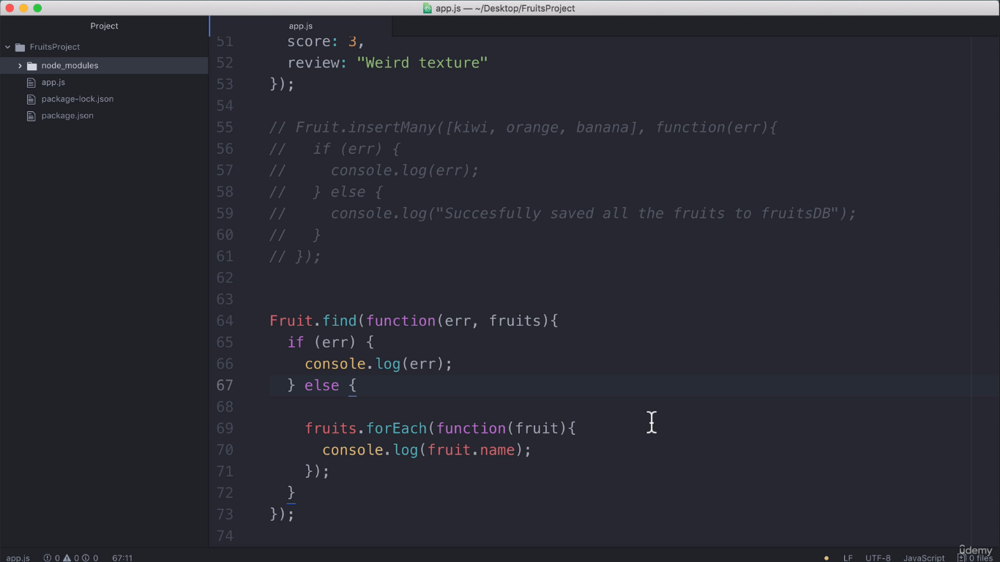 app.js — ~/Desktop/FruitsProject
Project
app.js
FruitsProject
node_modules
app.js
package-lock.json
package.json
51 score: 3,
52 review: "Weird texture"
53 });
54
55 // Fruit.insertMany([kiwi, orange, banana], function(err){
56 // if (err) {
57 // console.log(err);
58 // } else {
59 // console.log("Succesfully saved all the fruits to fruitsDB");
60 // }
61 // });
62
63
64 Fruit.find(function(err, fruits){
65 if (err) {
66 console.log(err);
67 } else {
68
69 fruits.forEach(function(fruit){
70 console.log(fruit.name);
71 });
72 }
73 });
74
app.js 0 0 0 67:11 LF UTF-8 JavaScript 0 files
ûdemy